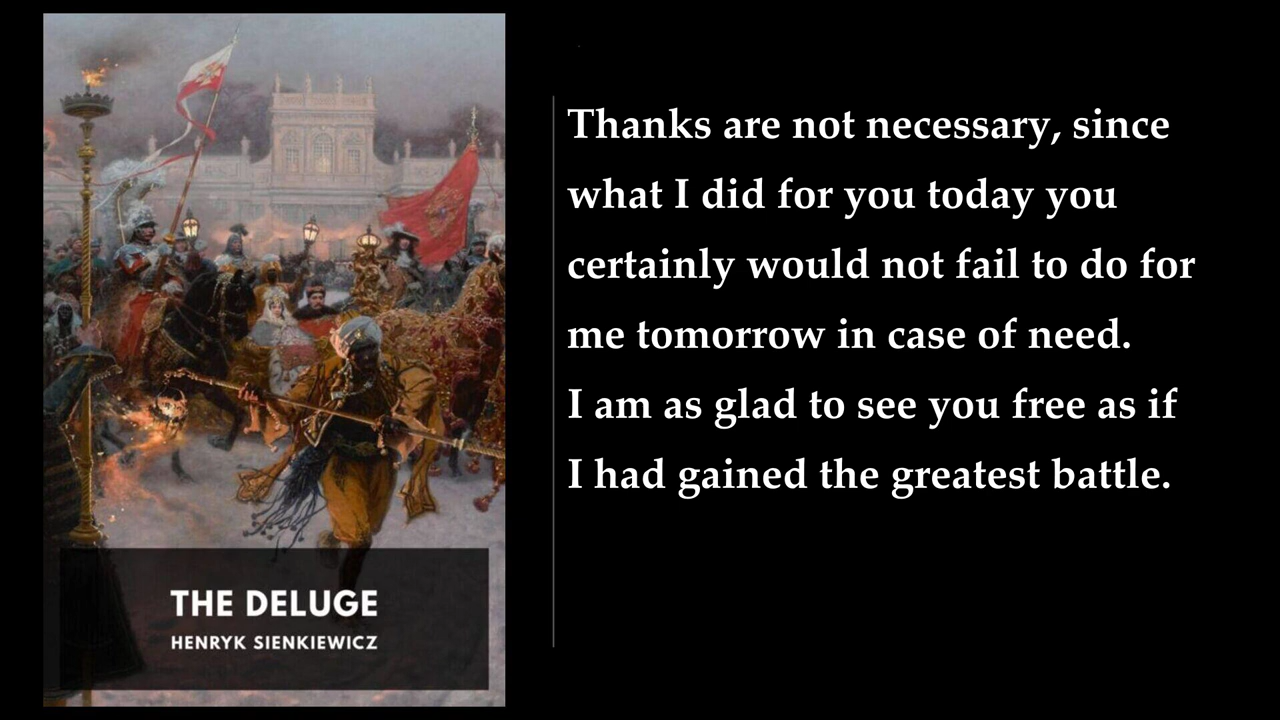 THE DELUGE
HENRYK SIENKIEWICZ
Thanks are not necessary, since
what I did for you today you
certainly would not fail to do for
me tomorrow in case of need.
I am as glad to see you free as if
I had gained the greatest battle.